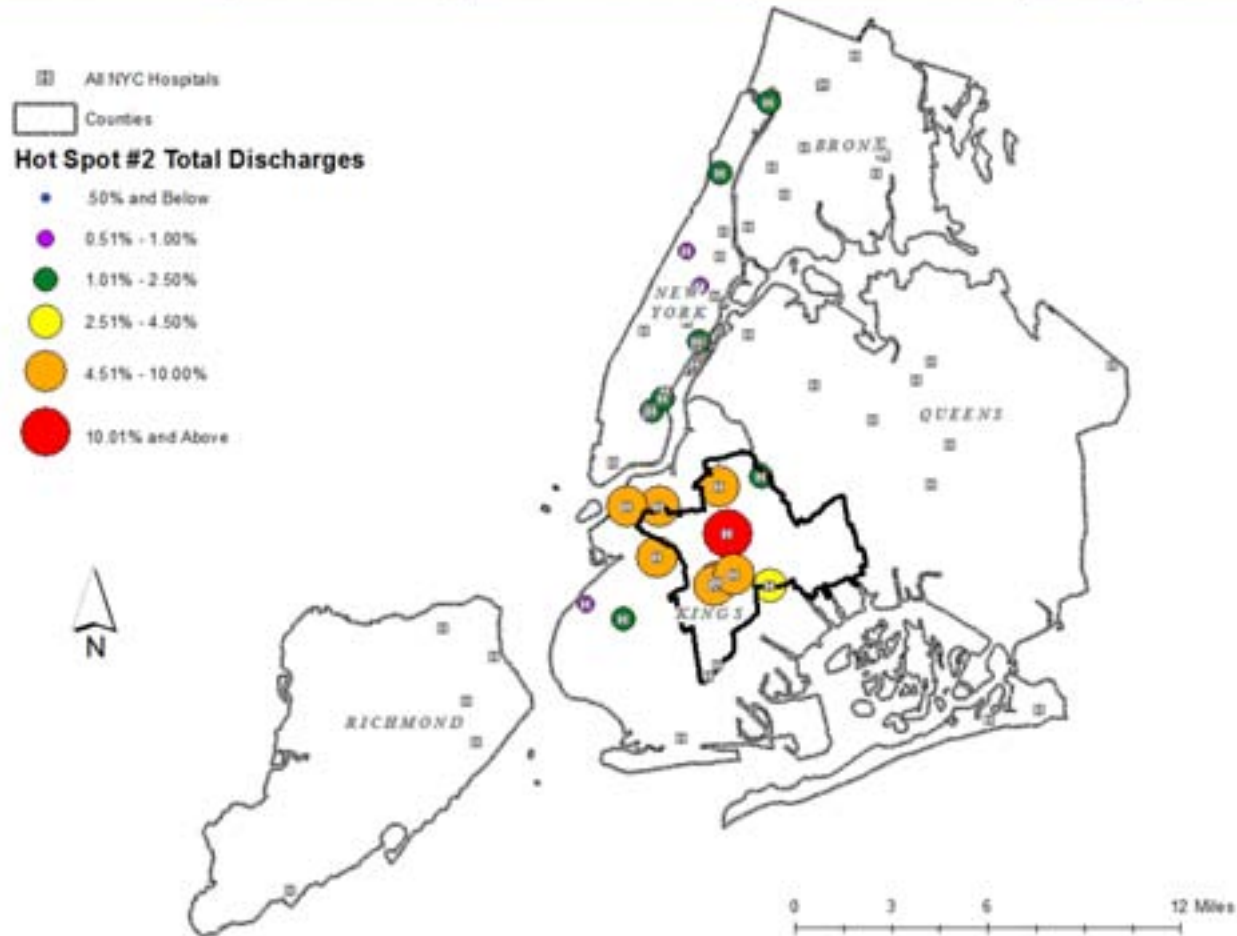 All NYC Hospitals
Counties
Hot Spot #2 Total Discharges
.50% and Below
0.51% - 1.00%
1.01% - 2.50%
2.51% - 4.50%
4.51% - 10.00%
10.01% and Above
BRONX
NEW
YORK
QUEENS
KINGS
RICHMOND
N
0 3 6 12 Miles